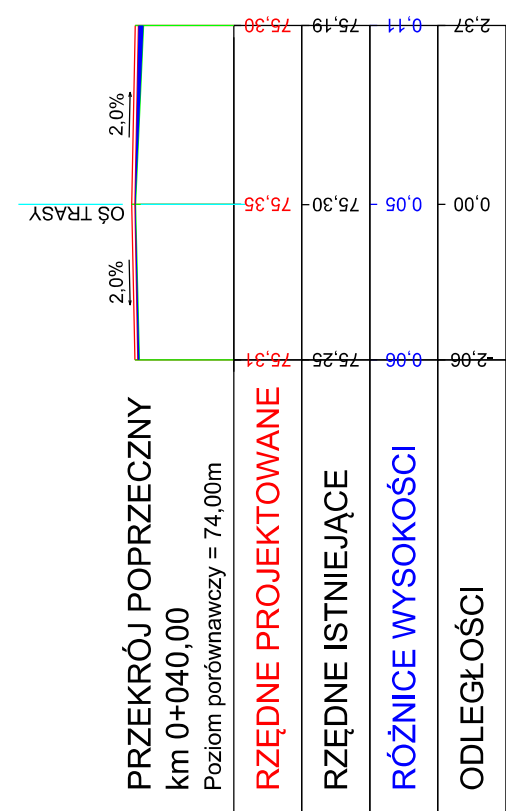 PRZEKRÓJ POPRZECZNY
km 0+040,00
Poziom porównawczy = 74,00m
2,0%
OŚ TRASY
2,0%
RZĘDNE PROJEKTOWANE
75,31
75,35
75,30
RZĘDNE ISTNIEJĄCE
75,25
75,30
75,19
RÓŻNICE WYSOKOŚCI
0,06
0,05
0,11
ODLEGŁOŚCI
-2,06
0,00
2,37